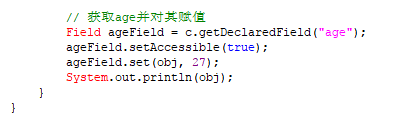 // 获取age并对其赋值
Field ageField = c.getDeclaredField("age");
ageField.setAccessible(true);
ageField.set(obj, 27);
System.out.println(obj);
}
}